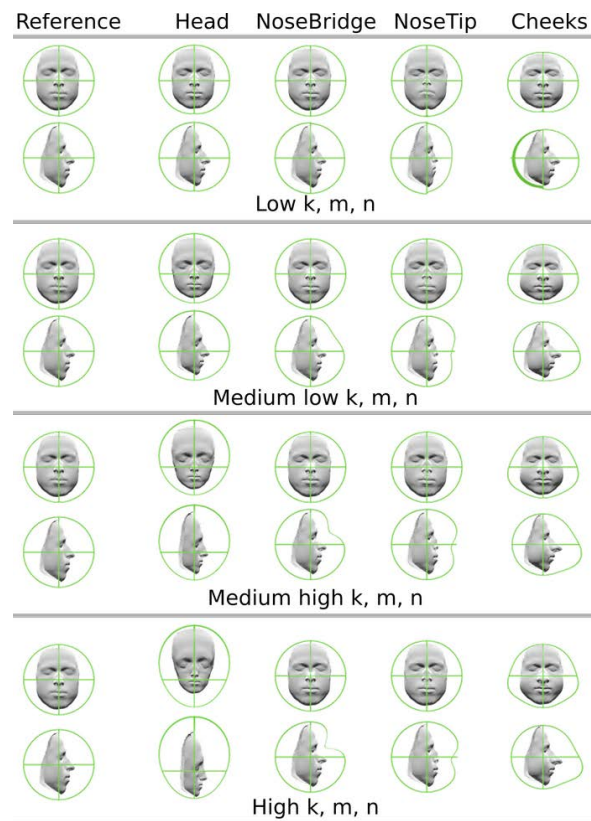 Reference Head NoseBridge NoseTip Cheeks
Low k, m, n
Medium low k, m, n
Medium high k, m, n
High k, m, n